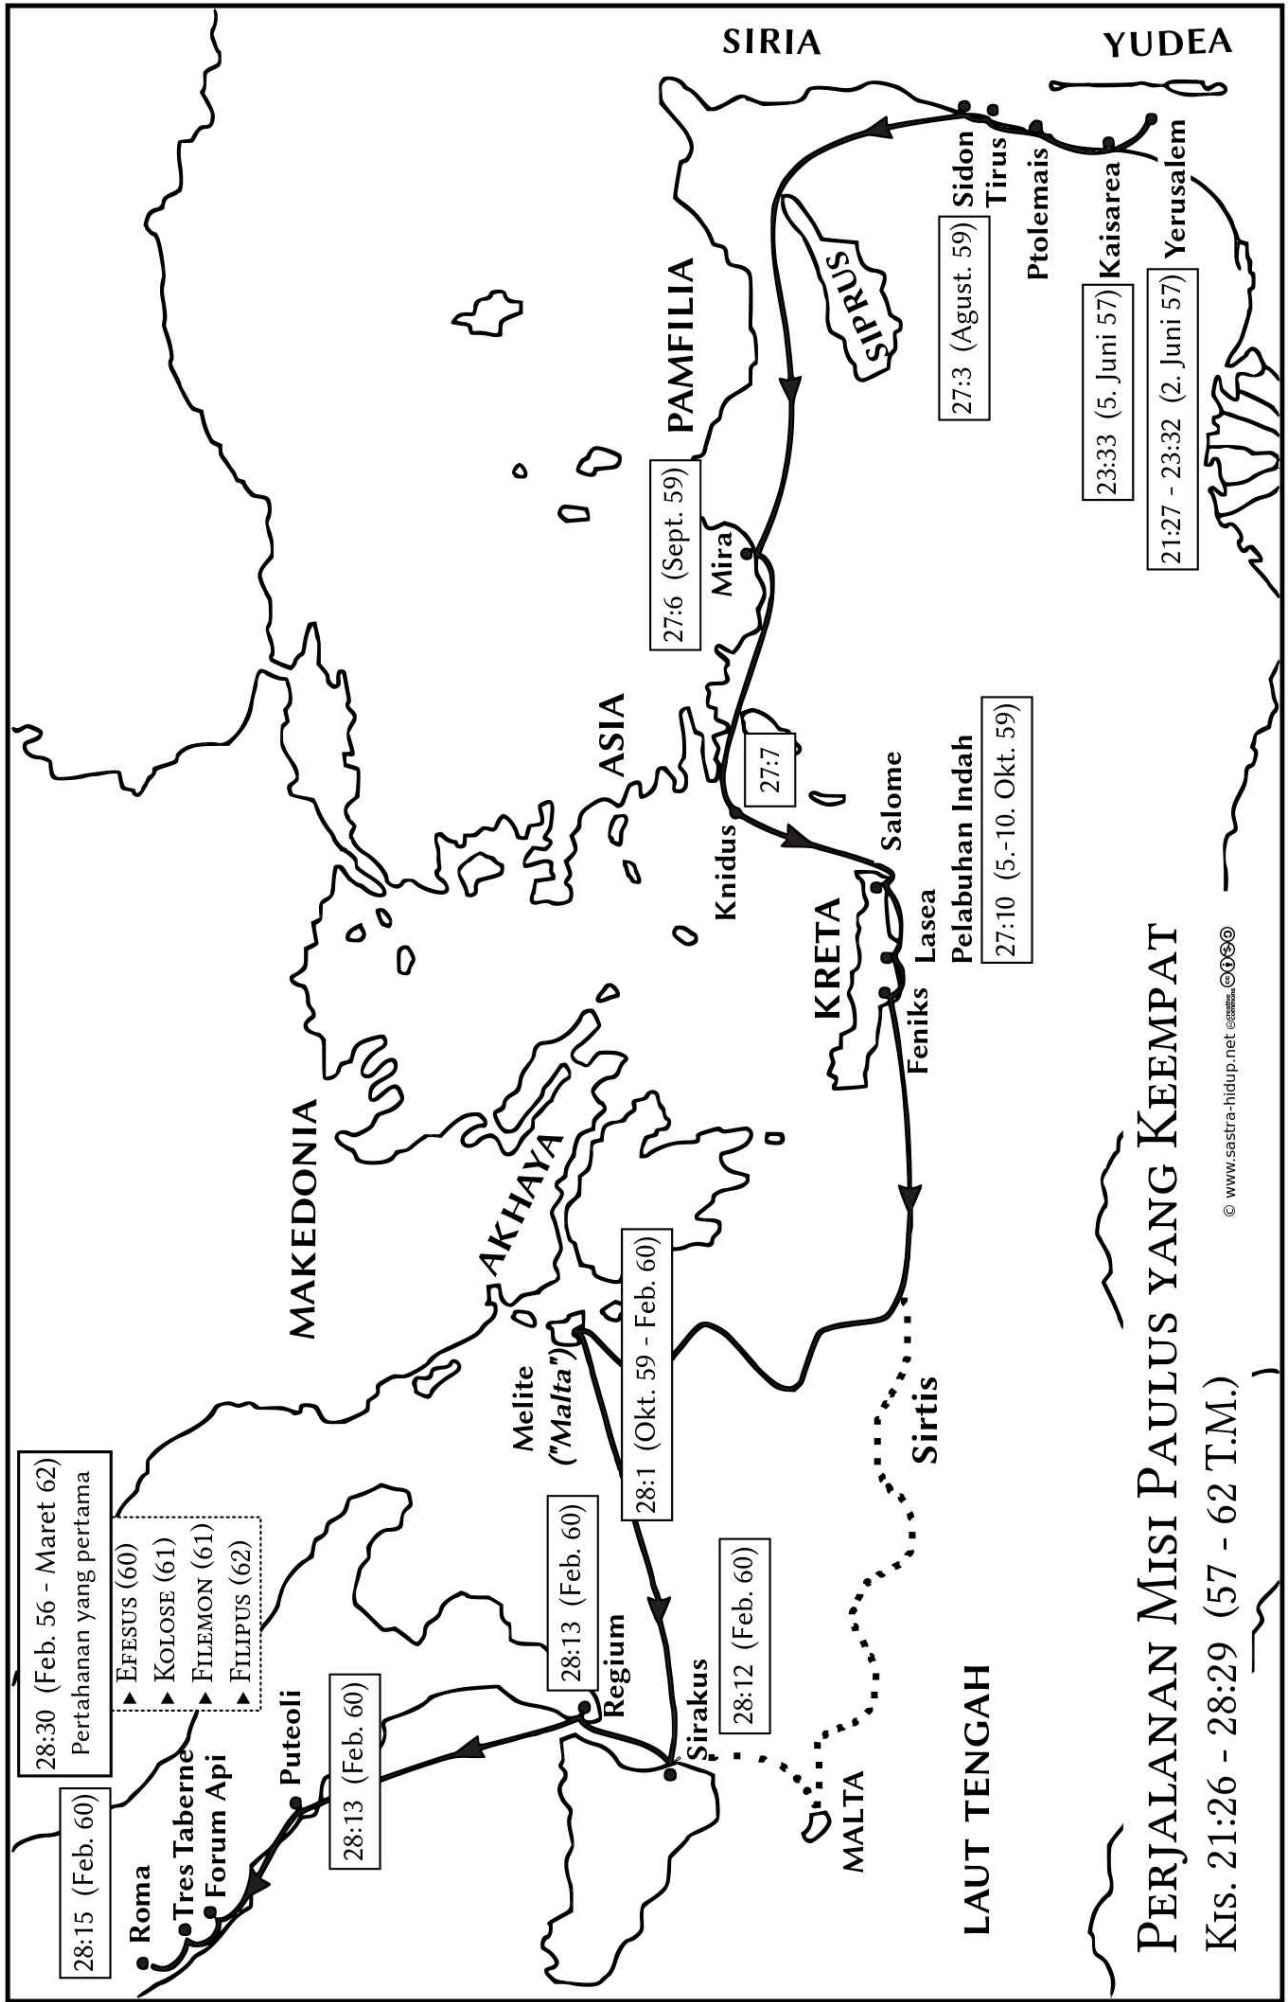 28:15 (Feb. 60)
28:30 (Feb. 56 - Maret 62)
Pertahanan yang pertama
▶ EFESUS (60)
▶ KOLOSE (61)
▶ FILEMON (61)
▶ FILIPUS (62)
Roma
Tres Taberne
Forum Api
Puteoli
28:13 (Feb. 60)
MAKEDONIA
AKHAYA
ASIA
PAMFILIA
SIRIA
Melite
("Malta")
28:13 (Feb. 60)
Regium
28:1 (Okt. 59 - Feb. 60)
27:6 (Sept. 59)
Mira
Knidus
27:7
Sirakus
28:12 (Feb. 60)
SIPRUS
KRETA
Salome
Lasea
Feniks
Pelabuhan Indah
27:10 (5.-10. Okt. 59)
Sirtis
MALTA
LAUT TENGAH
Sidon
Tirus
27:3 (Agust. 59)
Ptolemais
Kaisarea
23:33 (5. Juni 57)
YUDEA
Yerusalem
21:27 - 23:32 (2. Juni 57)
PERJALANAN MISI PAULUS YANG KEEMPAT
KIS. 21:26 - 28:29 (57 - 62 T.M.)
© www.sastra-hidup.net creative commons